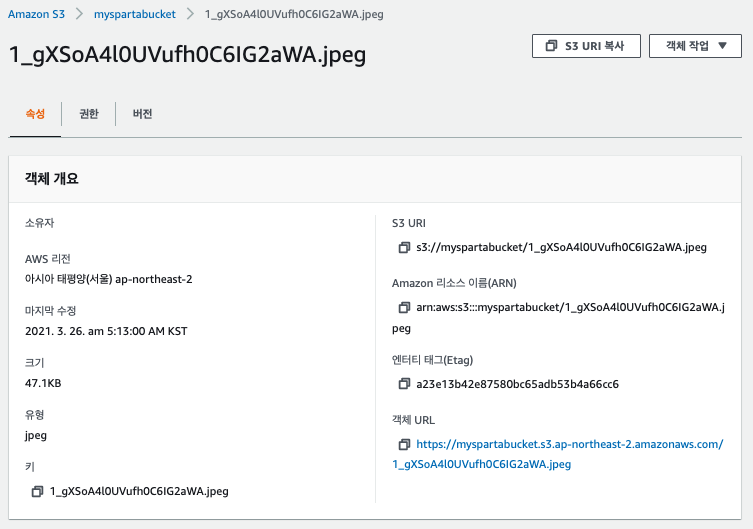 Amazon S3 > myspartabucket > 1_gXSoA4l0UVufh0C6IG2aWA.jpeg
1_gXSoA4l0UVufh0C6IG2aWA.jpeg
S3 URI 복사
객체 작업 ▼
속성 권한 버전
객체 개요
소유자
AWS 리전
아시아 태평양(서울) ap-northeast-2
마지막 수정
2021. 3. 26. am 5:13:00 AM KST
크기
47.1KB
유형
jpeg
키
1_gXSoA4l0UVufh0C6IG2aWA.jpeg
S3 URI
s3://myspartabucket/1_gXSoA4l0UVufh0C6IG2aWA.jpeg
Amazon 리소스 이름(ARN)
arn:aws:s3:::myspartabucket/1_gXSoA4l0UVufh0C6IG2aWA.j
peg
엔터티 태그(Etag)
a23e13b42e87580bc65adb53b4a66cc6
객체 URL
https://myspartabucket.s3.ap-northeast-2.amazonaws.com/
1_gXSoA4l0UVufh0C6IG2aWA.jpeg